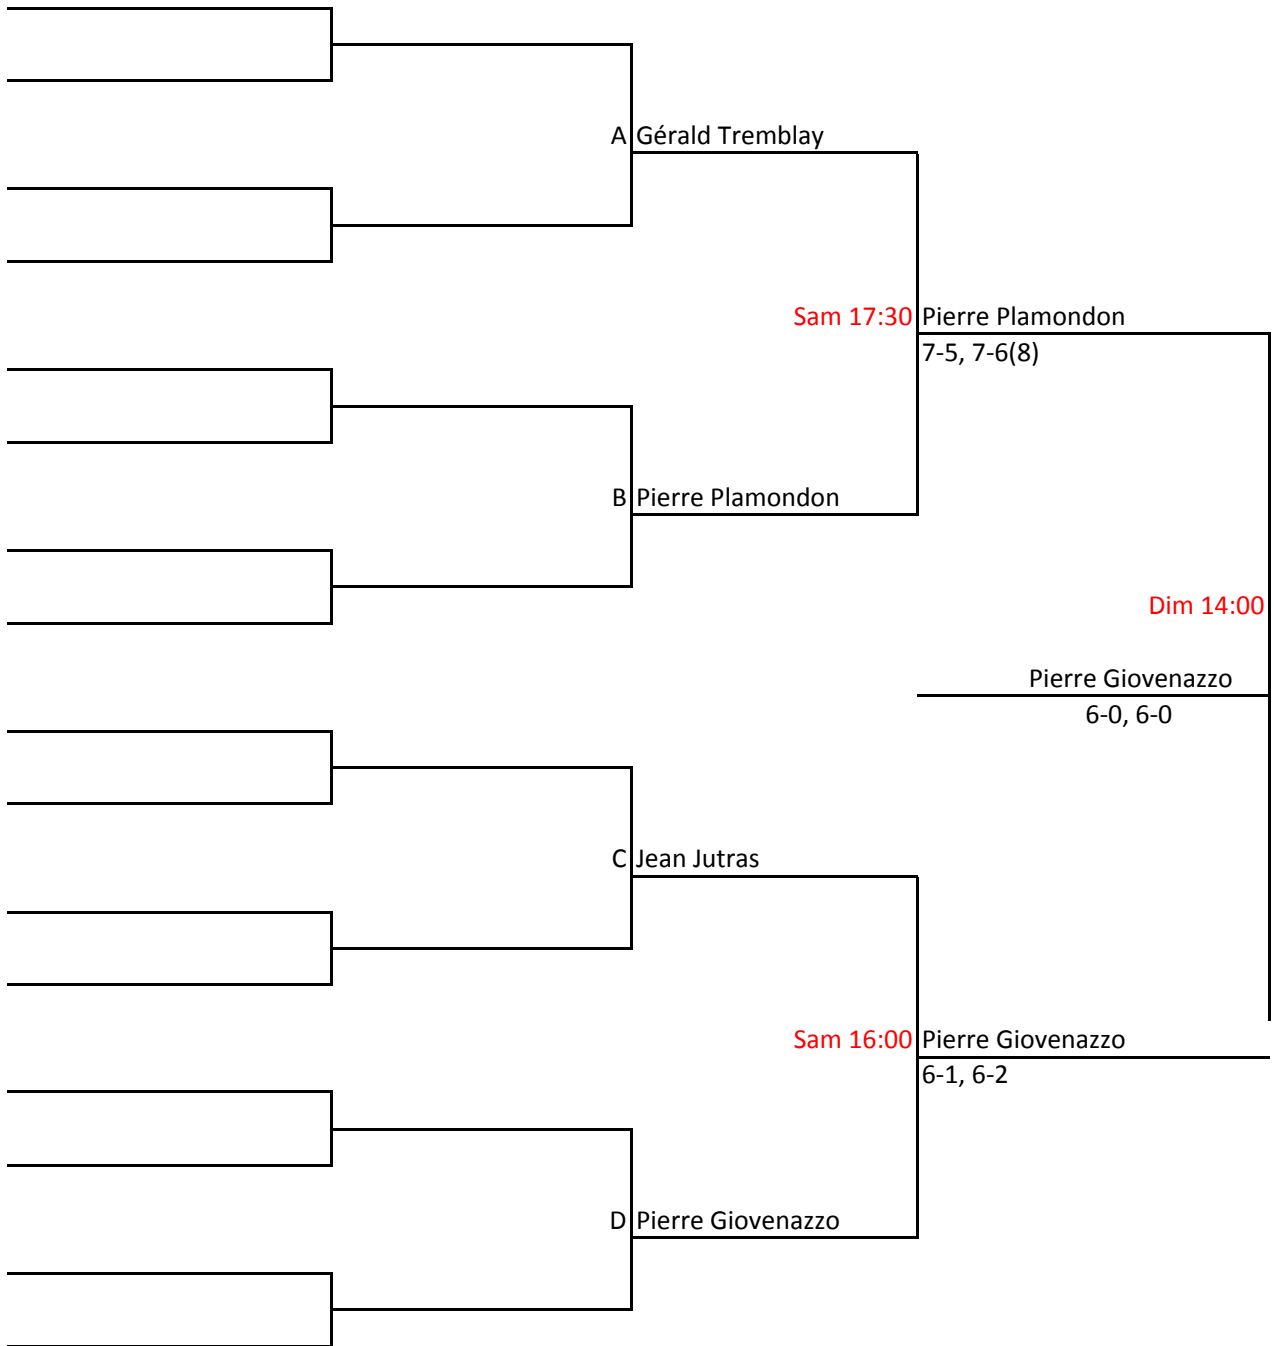 A Gérald Tremblay
Sam 17:30 Pierre Plamondon
7-5, 7-6(8)
B Pierre Plamondon
Dim 14:00
Pierre Giovenazzo
6-0, 6-0
C Jean Jutras
Sam 16:00 Pierre Giovenazzo
6-1, 6-2
D Pierre Giovenazzo